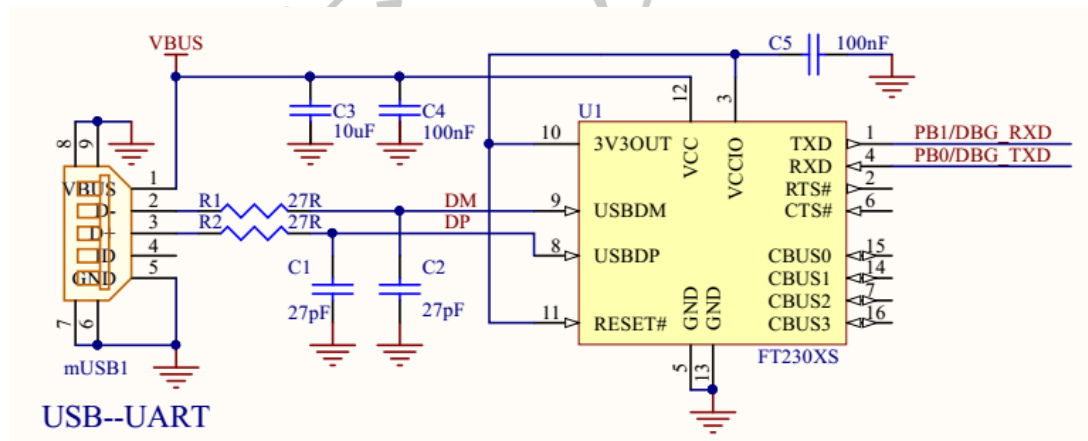 VBUS
C5 100nF
C3
10uF
C4
100nF
12
3
U1
8
9
10
3V3OUT
VCC
VCCIO
TXD
1
PB1/DBG_RXD
RXD
4
PB0/DBG_TXD
RTS#
2
CTS#
6
VBUS
1
D-
2
R1
27R
DM
9
USBDM
D+
3
R2
27R
DP
8
USBDP
ID
4
GND
5
C1
27pF
C2
27pF
CBUS0
15
CBUS1
14
CBUS2
7
CBUS3
16
11
RESET#
GND
GND
7
6
5
13
FT230XS
mUSB1
USB--UART